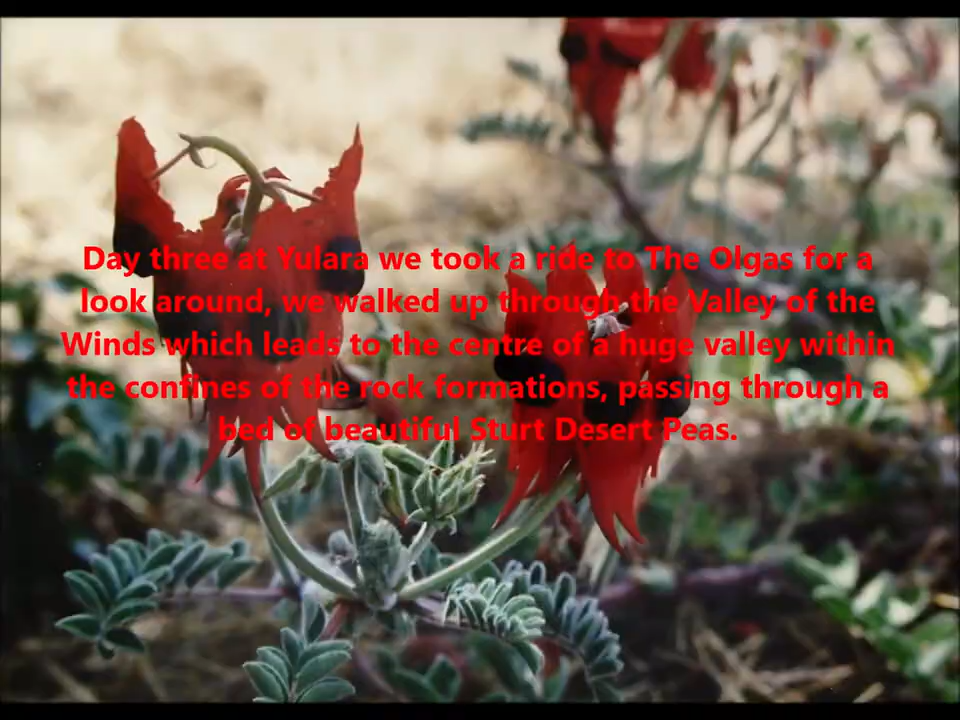 Day three at Yulara we took a ride to The Olgas for a
look around, we walked up through the Valley of the
Winds which leads to the centre of a huge valley within
the confines of the rock formations, passing through a
bed of beautiful Sturt Desert Peas.